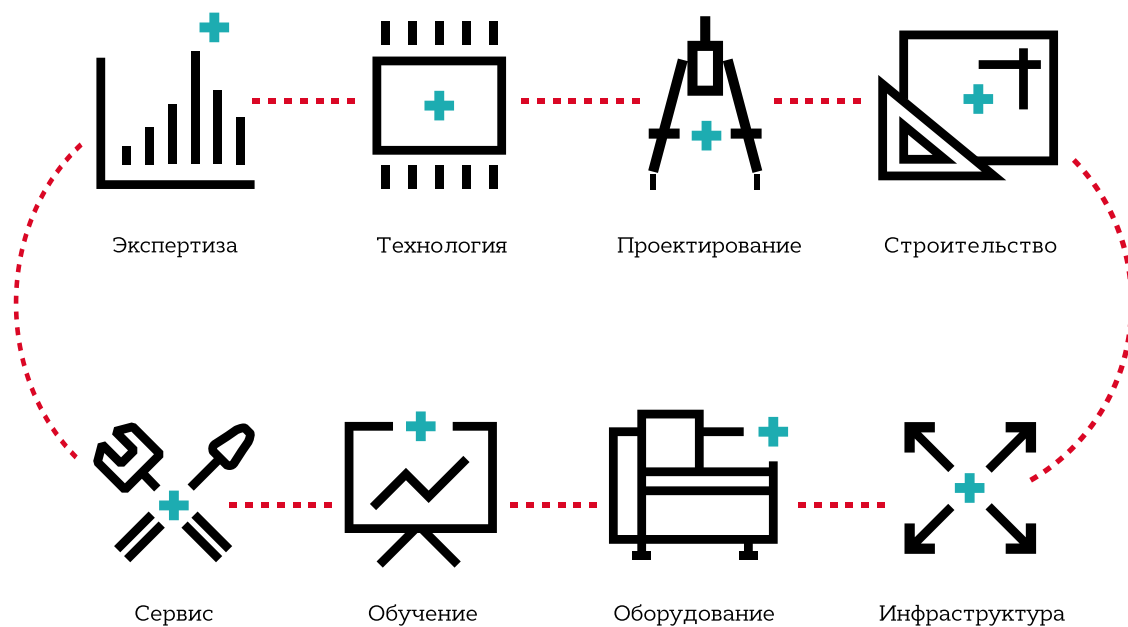 Экспертиза
Технология
Проектирование
Строительство
Сервис
Обучение
Оборудование
Инфраструктура